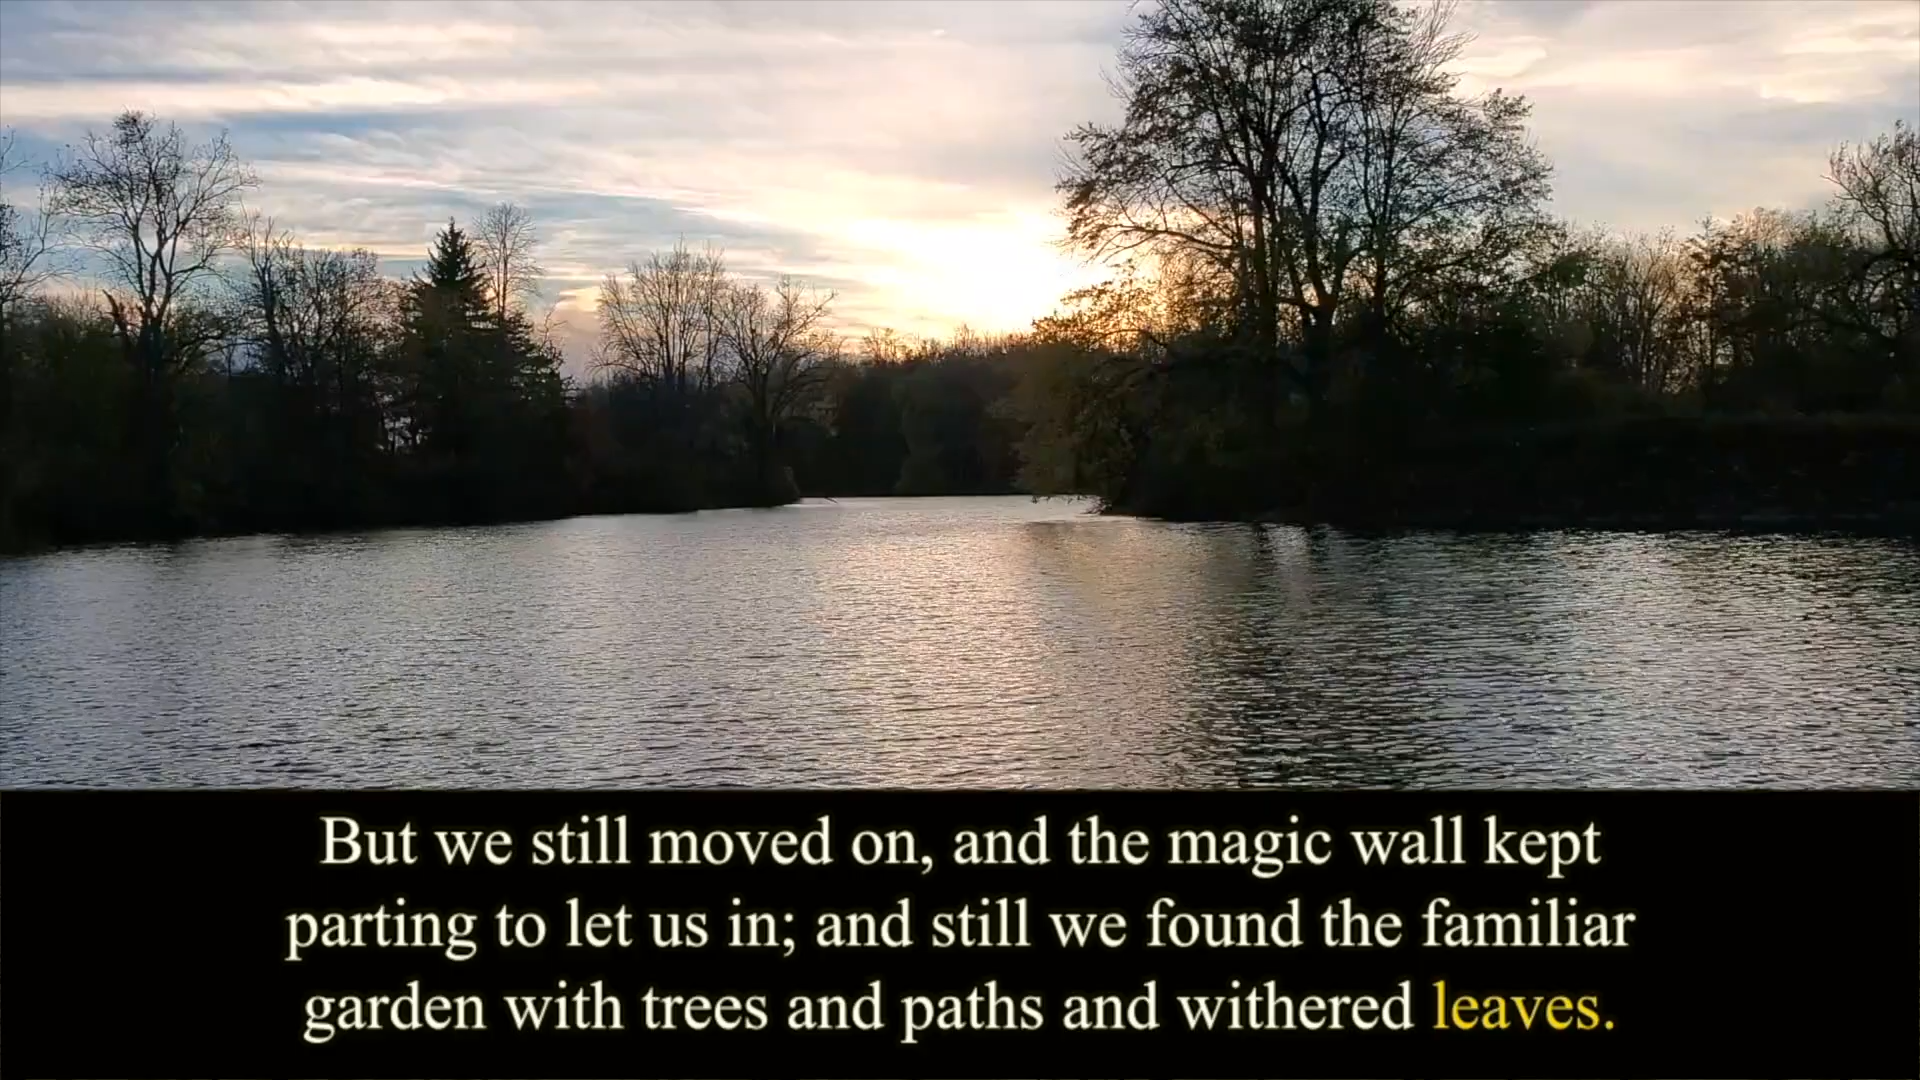 But we still moved on, and the magic wall kept
parting to let us in; and still we found the familiar
garden with trees and paths and withered leaves.